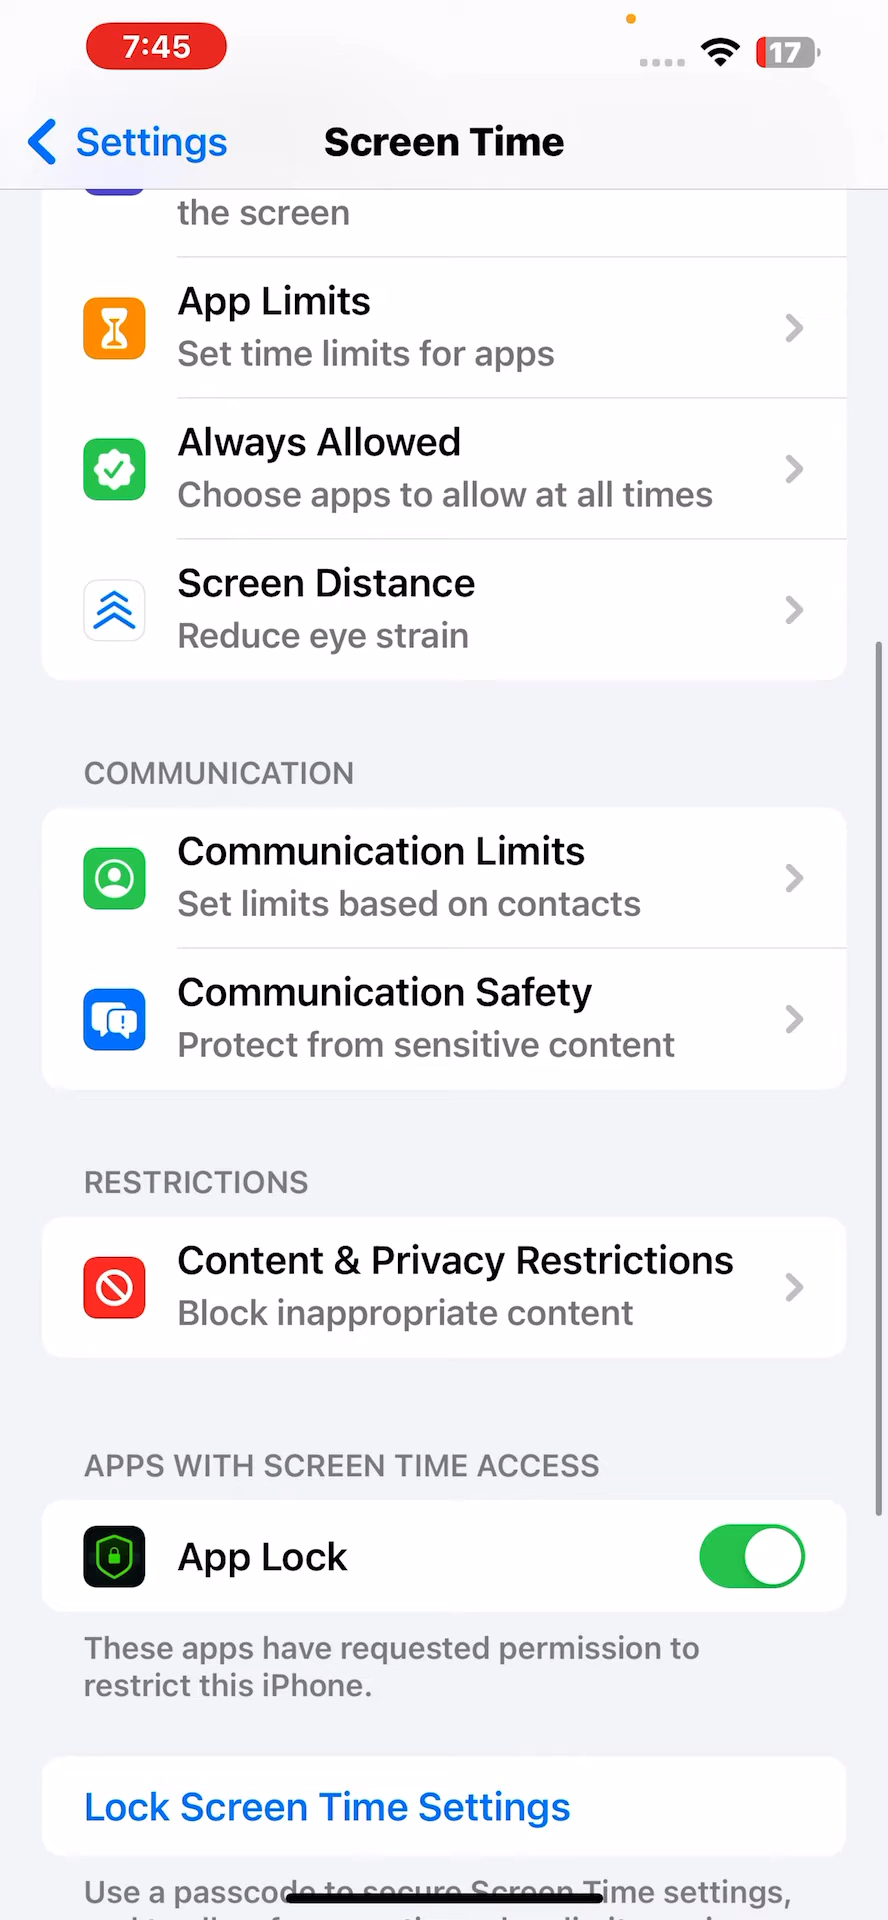 7:45
17
Settings
Screen Time
the screen
App Limits
Set time limits for apps
Always Allowed
Choose apps to allow at all times
Screen Distance
Reduce eye strain
COMMUNICATION
Communication Limits
Set limits based on contacts
Communication Safety
Protect from sensitive content
RESTRICTIONS
Content & Privacy Restrictions
Block inappropriate content
APPS WITH SCREEN TIME ACCESS
App Lock
These apps have requested permission to
restrict this iPhone.
Lock Screen Time Settings
Use a passcode to secure Screen Time settings,